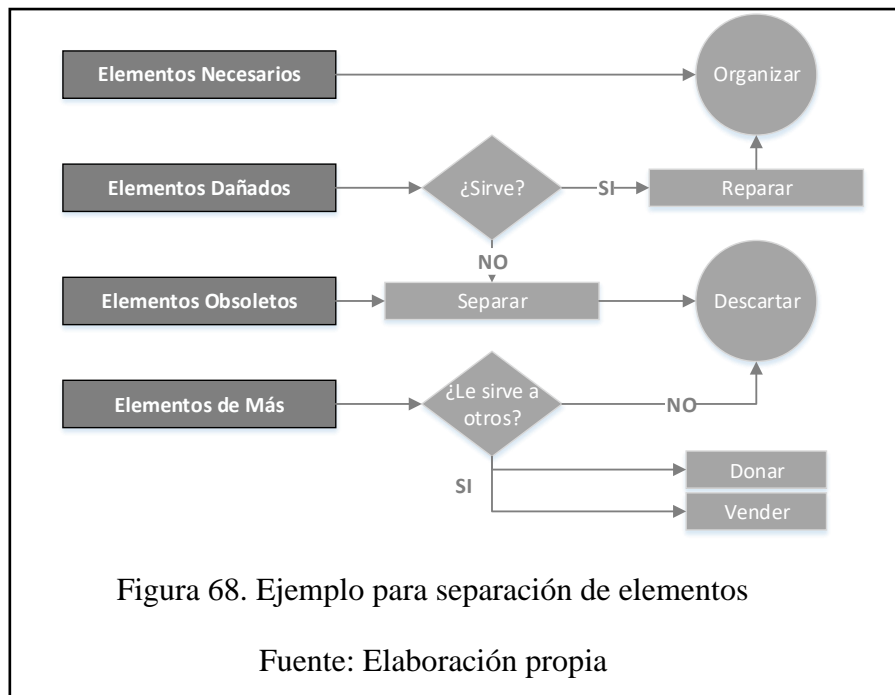 Elementos Necesarios
Organizar
Elementos Dañados
¿Sirve?
SI
Reparar
NO
Elementos Obsoletos
Separar
Descartar
Elementos de Más
¿Le sirve a
otros?
NO
SI
Donar
Vender
Figura 68. Ejemplo para separación de elementos
Fuente: Elaboración propia